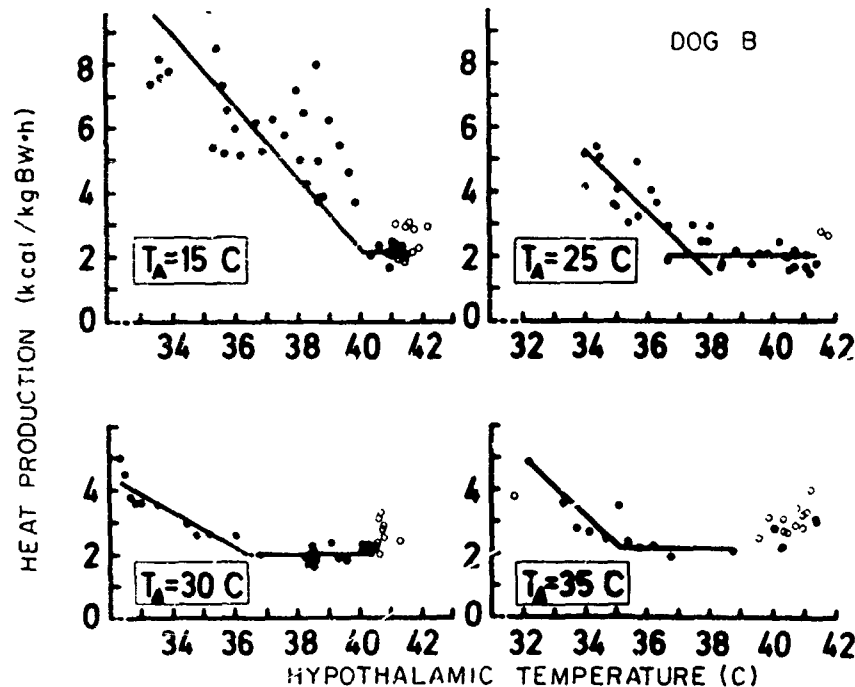 HEAT PRODUCTION (kcal/kgBW•h)
DOG B
8
6
4
2
0
T_A=15 C
34 36 38 40 42
8
6
4
2
0
T_A=25 C
32 34 36 38 40 42
4
2
0
T_A=30 C
34 36 38 40 42
4
2
0
T_A=35 C
32 34 36 38 40 42
HYPOTHALAMIC TEMPERATURE (C)